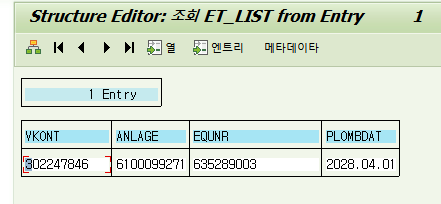 Structure Editor: 조회 ET_LIST from Entry 1
열 엔트리 메타데이타
1 Entry
VKONT ANLAGE EQUNR PLOMBDAT
302247846 6100099271 635289003 2028.04.01